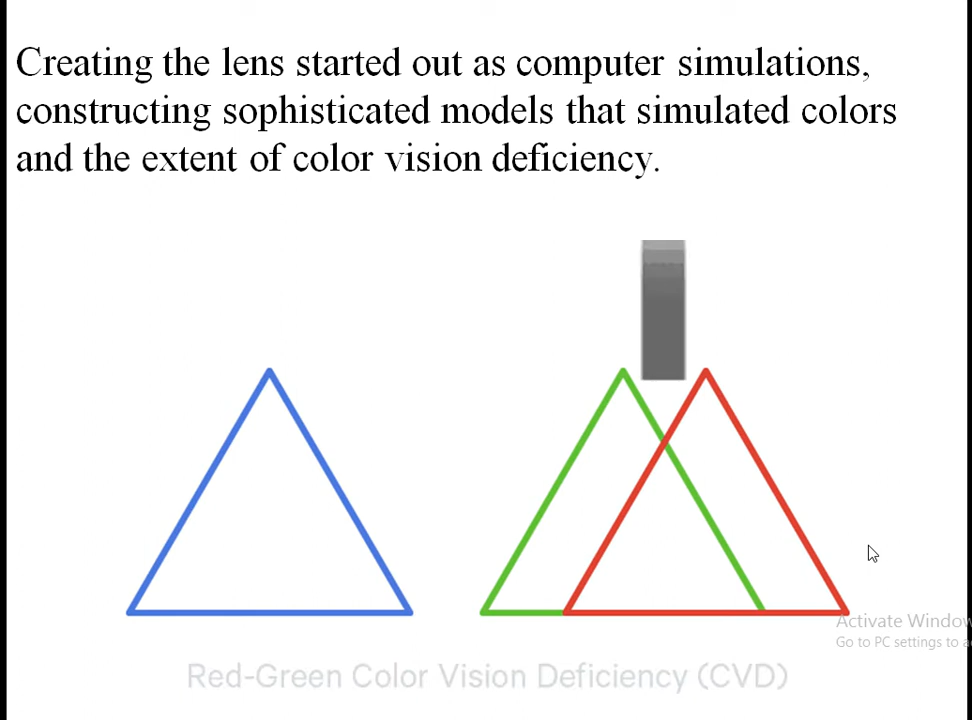 Creating the lens started out as computer simulations,
constructing sophisticated models that simulated colors
and the extent of color vision deficiency.
Activate Window
Go to PC settings to a
Red-Green Color Vision Deficiency (CVD)